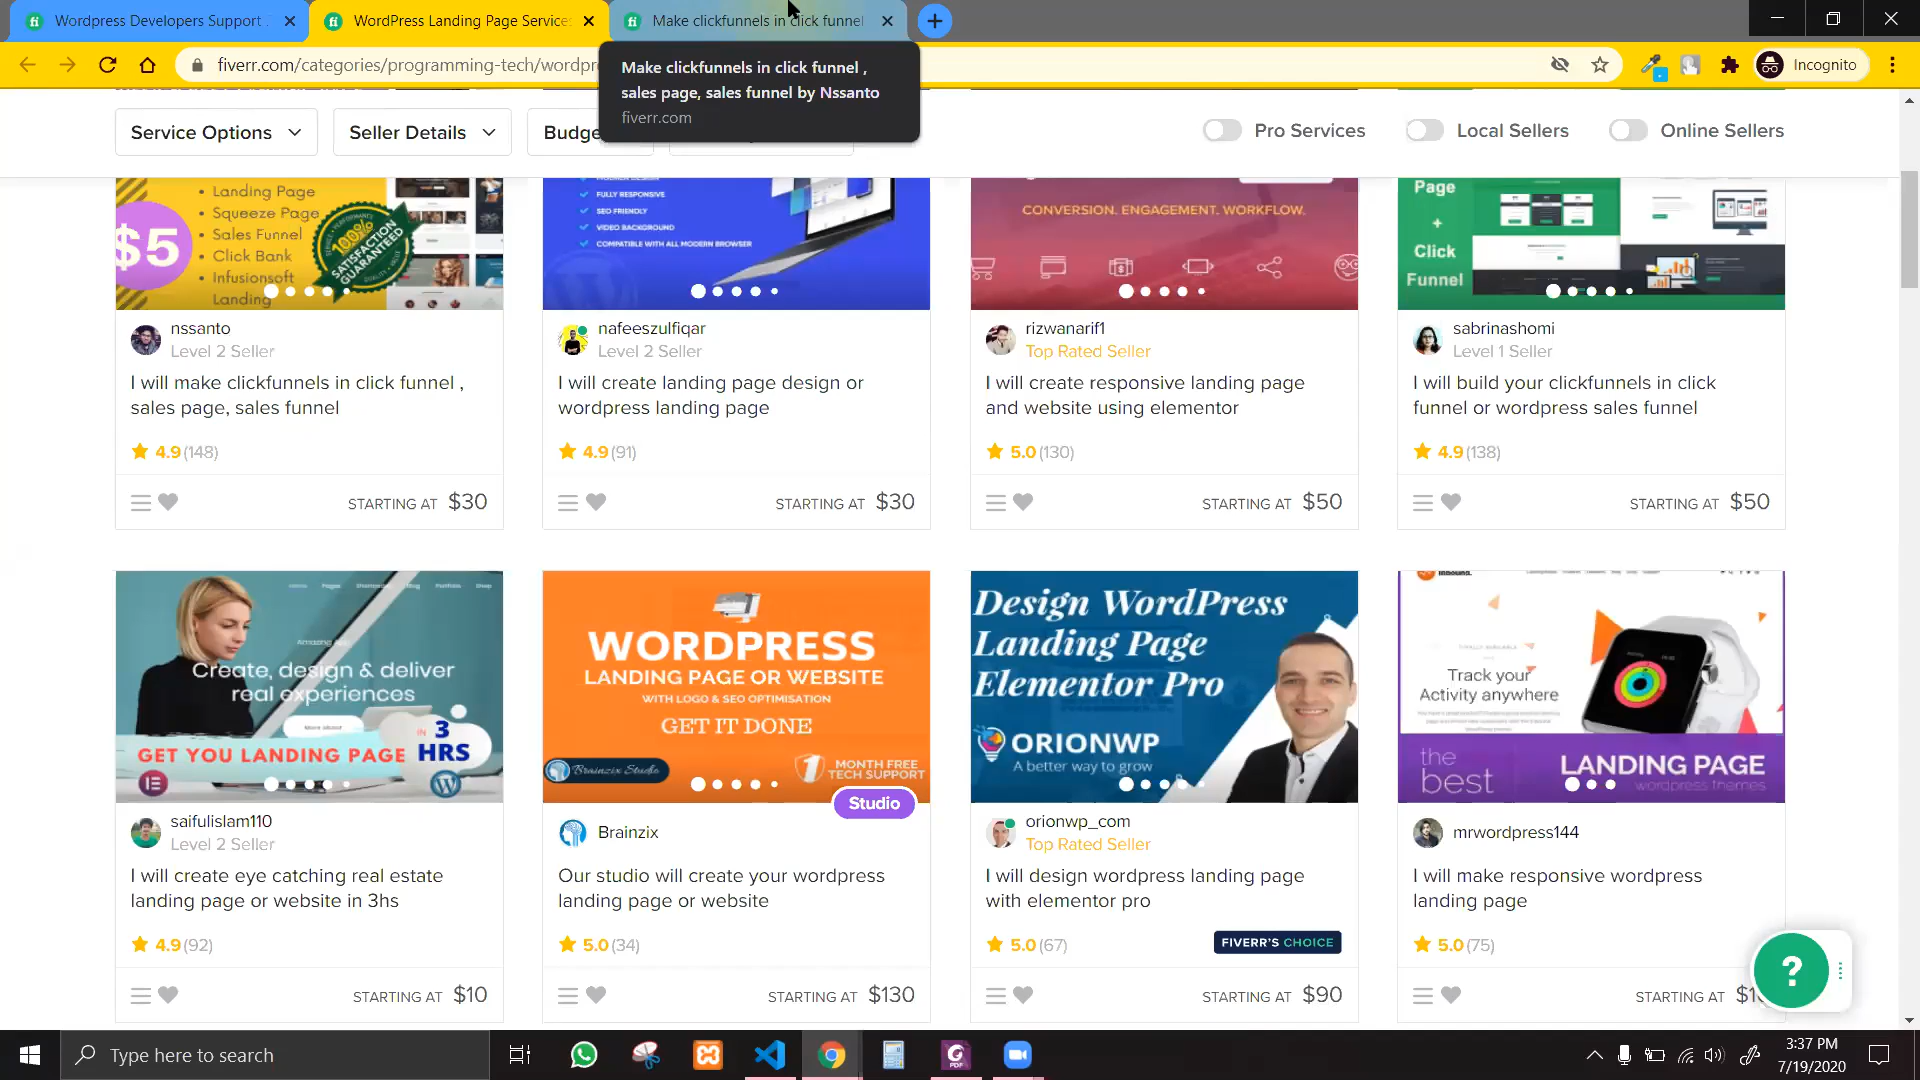 Wordpress Developers Support
WordPress Landing Page Services
Make clickfunnels in click funnel
fiverr.com/categories/programming-tech/wordpr
Incognito
Make clickfunnels in click funnel ,
sales page, sales funnel by Nssanto
fiverr.com
Service Options
Seller Details
Budge
Pro Services
Local Sellers
Online Sellers
$5
• Landing Page
• Squeeze Page
• Sales Funnel
• Click Bank
• Infusionsoft
Landing
100%
SATISFACTION
GUARANTEED
FULLY RESPONSIVE
SEO FRIENDLY
VIDEO BACKGROUND
COMPATIBLE WITH ALL MODERN BROWSER
CONVERSION. ENGAGEMENT. WORKFLOW.
Page
+
Click
Funnel
nssanto
Level 2 Seller
I will make clickfunnels in click funnel ,
sales page, sales funnel
4.9 (148)
STARTING AT $30
nafeeszulfiqar
Level 2 Seller
I will create landing page design or
wordpress landing page
4.9 (91)
STARTING AT $30
rizwanarif1
Top Rated Seller
I will create responsive landing page
and website using elementor
5.0 (130)
STARTING AT $50
sabrinashomi
Level 1 Seller
I will build your clickfunnels in click
funnel or wordpress sales funnel
4.9 (138)
STARTING AT $50
Create, design & deliver
real experiences
GET YOU LANDING PAGE IN 3
HRS
WORDPRESS
LANDING PAGE OR WEBSITE
WITH LOGO & SEO OPTIMISATION
GET IT DONE
Brainzix Studio
1 MONTH FREE
TECH SUPPORT
Studio
Design WordPress
Landing Page
Elementor Pro
ORIONWP
A better way to grow
Track your
Activity anywhere
the
best
LANDING PAGE
wordpress themes
saifulislam110
Level 2 Seller
I will create eye catching real estate
landing page or website in 3hs
4.9 (92)
STARTING AT $10
Brainzix
Our studio will create your wordpress
landing page or website
5.0 (34)
STARTING AT $130
orionwp_com
Top Rated Seller
I will design wordpress landing page
with elementor pro
5.0 (67)
FIVERR'S CHOICE
STARTING AT $90
mrwordpress144
I will make responsive wordpress
landing page
5.0 (75)
STARTING AT
?
Type here to search
3:37 PM
7/19/2020